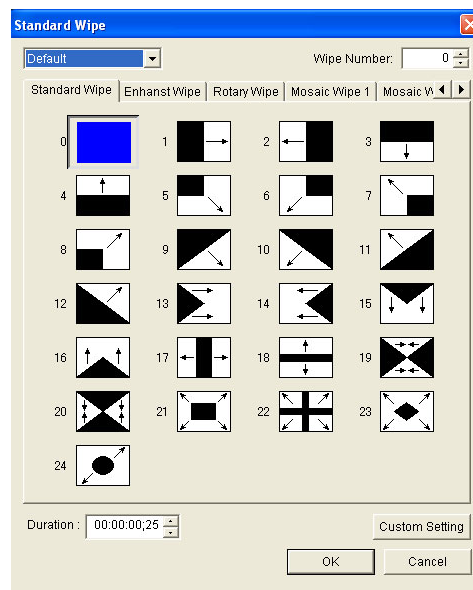 Standard Wipe
Default Wipe Number: 0
Standard Wipe Enhanst Wipe Rotary Wipe Mosaic Wipe 1 Mosaic W
0 1 2 3
4 5 6 7
8 9 10 11
12 13 14 15
16 17 18 19
20 21 22 23
24
Duration : 00:00:00;25
Custom Setting
OK Cancel